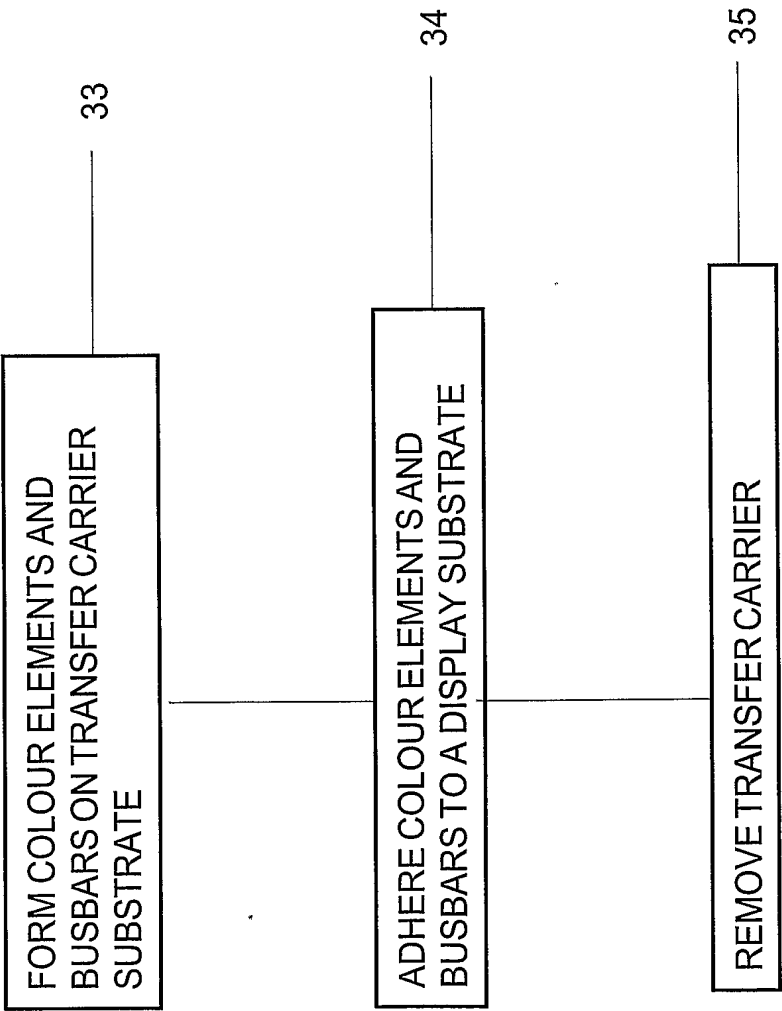 FORM COLOUR ELEMENTS AND
BUSBARS ON TRANSFER CARRIER
SUBSTRATE
33
ADHERE COLOUR ELEMENTS AND
BUSBARS TO A DISPLAY SUBSTRATE
34
REMOVE TRANSFER CARRIER
35